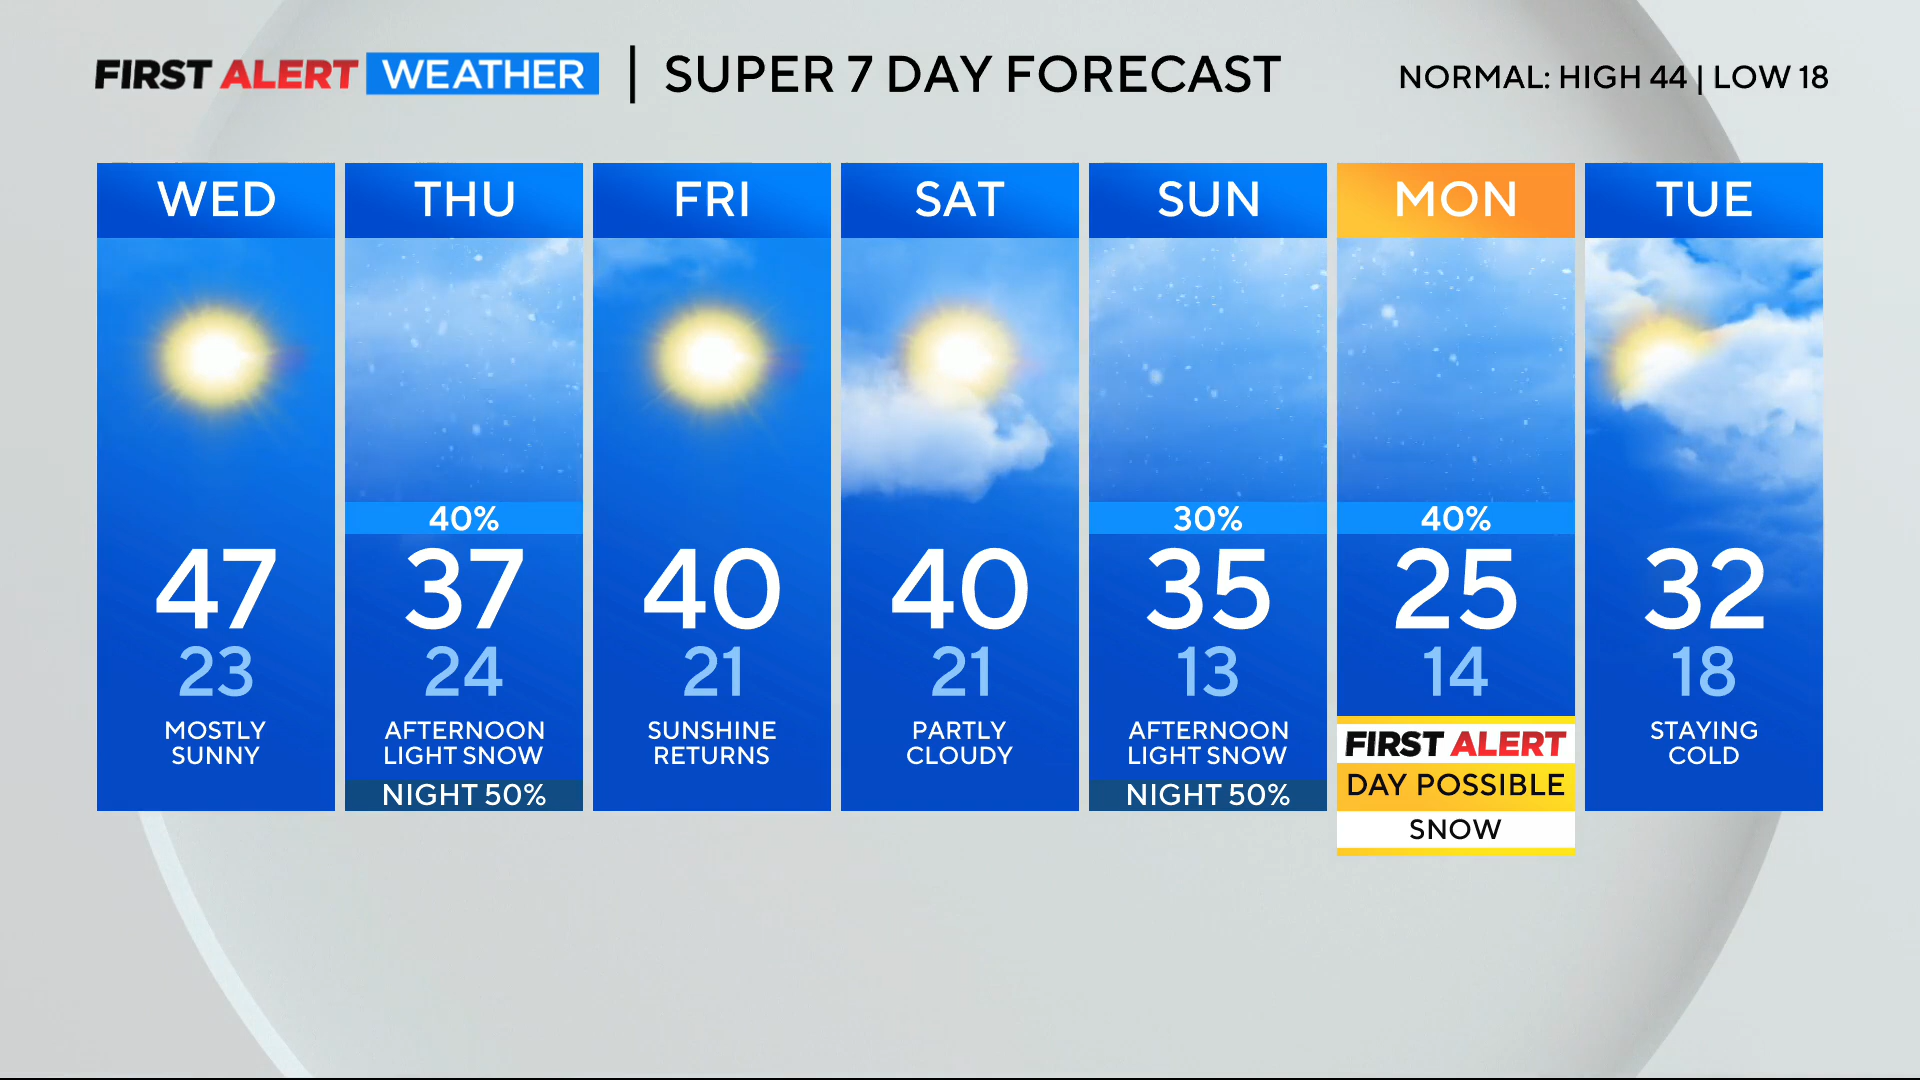 FIRST ALERT WEATHER | SUPER 7 DAY FORECAST
NORMAL: HIGH 44 | LOW 18
WED
47
23
MOSTLY
SUNNY
THU
40%
37
24
AFTERNOON
LIGHT SNOW
NIGHT 50%
FRI
40
21
SUNSHINE
RETURNS
SAT
40
21
PARTLY
CLOUDY
SUN
30%
35
13
AFTERNOON
LIGHT SNOW
NIGHT 50%
MON
40%
25
14
FIRST ALERT
DAY POSSIBLE
SNOW
TUE
32
18
STAYING
COLD